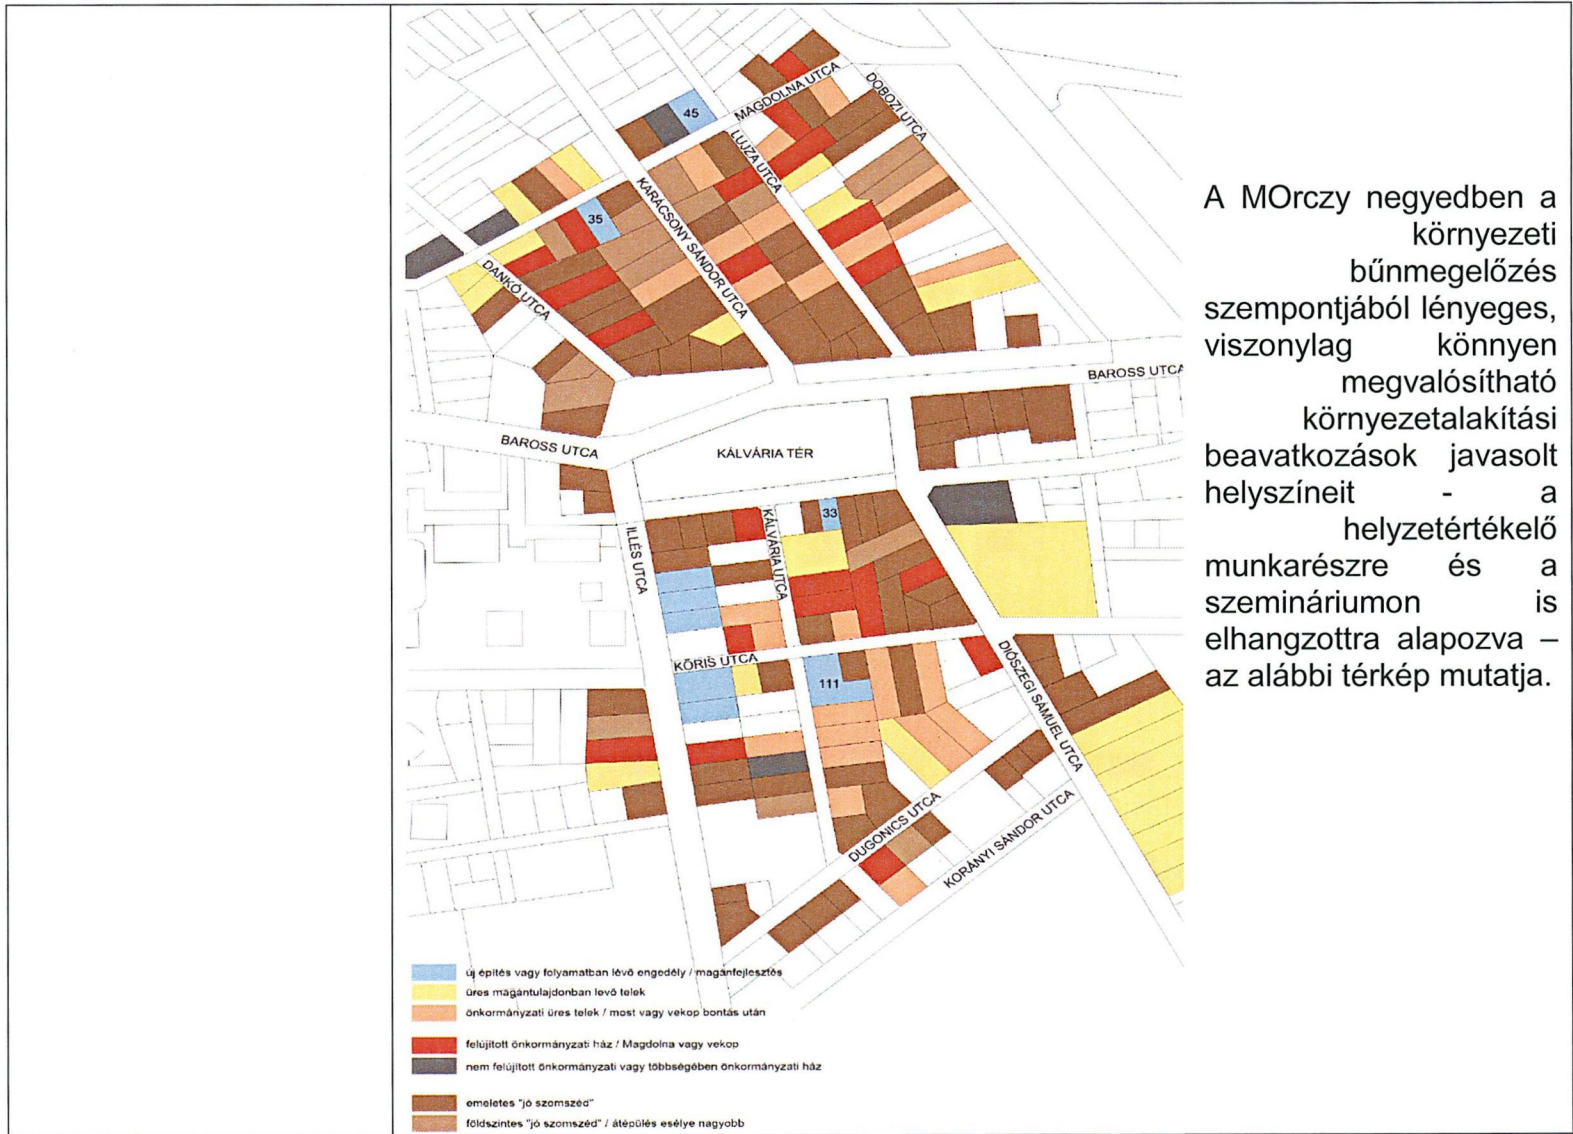 45
MAGDOLNA UTCA
DOBOZI UTCA
LUJZA UTCA
KARÁCSONY SÁNDOR UTCA
35
DANKÓ UTCA
BAROSS UTCA
BAROSS UTCA
KÁLVÁRIA TÉR
33
KÁLVÁRIA UTCA
ILLÉS UTCA
KŐRIS UTCA
111
DIÓSZEGI SÁMUEL UTCA
DUGONICS UTCA
KORÁNYI SÁNDOR UTCA
új építés vagy folyamatban lévő engedély / magánfejlesztés
üres magántulajdonban levő telek
önkormányzati üres telek / most vagy vekop bontás után
felújított önkormányzati ház / Magdolna vagy vekop
nem felújított önkormányzati vagy többségében önkormányzati ház
emeletes "jó szomszéd"
földszintes "jó szomszéd" / átépülés esélye nagyobb
A MOrczy negyedben a
környezeti
bűnmegelőzés
szempontjából lényeges,
viszonylag könnyen
megvalósítható
környezetalakítási
beavatkozások javasolt
helyszíneit - a
helyzetértékelő
munkarészre és a
szemináriumon is
elhangzottra alapozva –
az alábbi térkép mutatja.